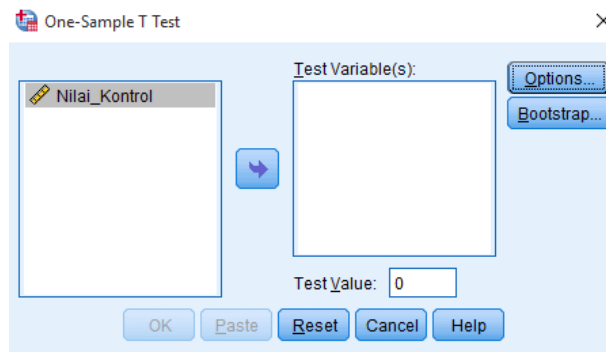 One-Sample T Test
Test Variable(s):
Nilai_Kontrol
Options...
Bootstrap...
Test Value: 0
OK Paste Reset Cancel Help